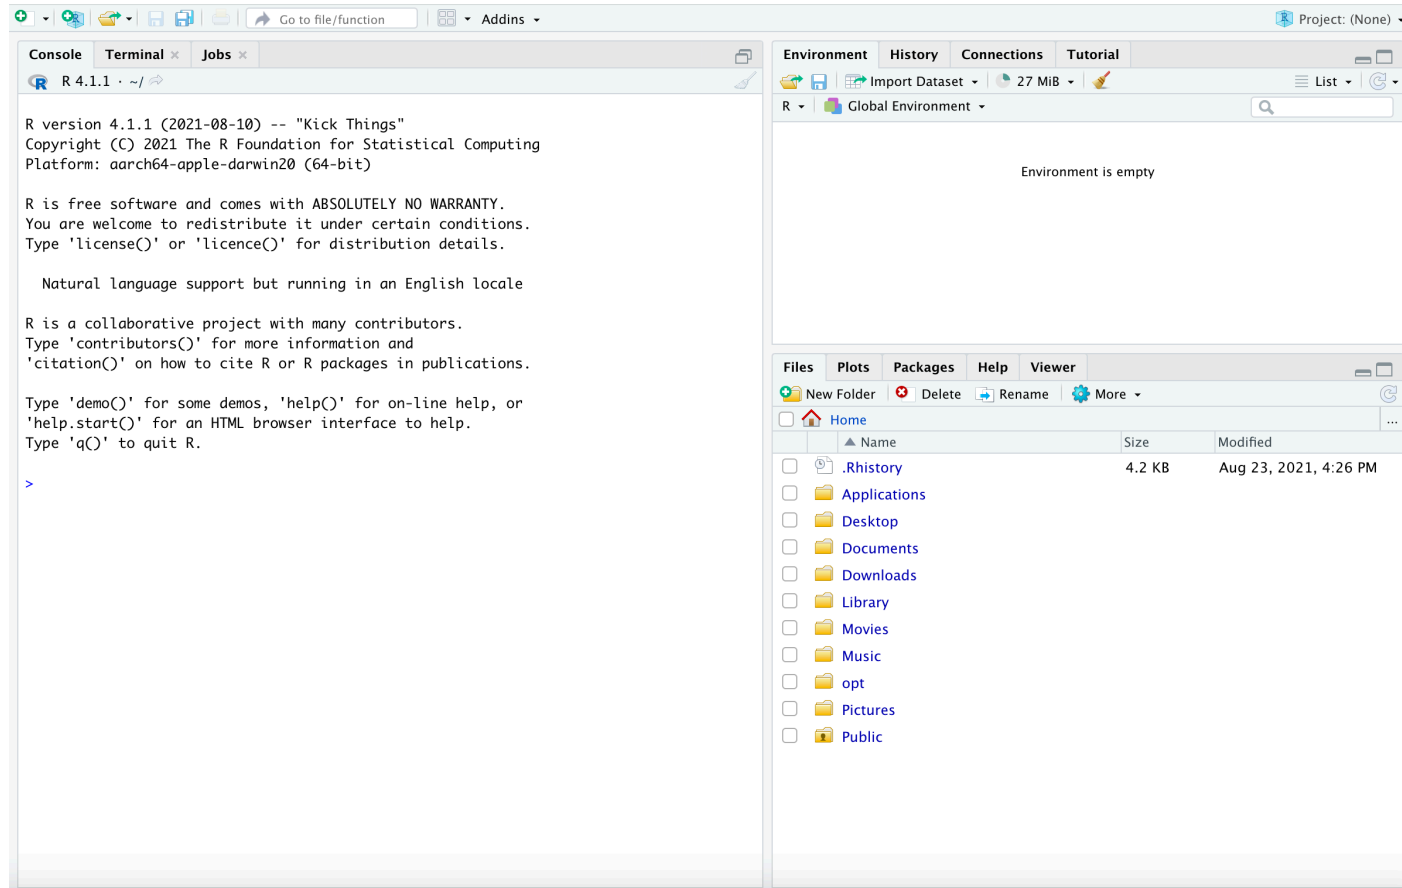 Go to file/function Addins Project: (None)
Console Terminal Jobs
R 4.1.1 · ~/
R version 4.1.1 (2021-08-10) -- "Kick Things"
Copyright (C) 2021 The R Foundation for Statistical Computing
Platform: aarch64-apple-darwin20 (64-bit)
R is free software and comes with ABSOLUTELY NO WARRANTY.
You are welcome to redistribute it under certain conditions.
Type 'license()' or 'licence()' for distribution details.
Natural language support but running in an English locale
R is a collaborative project with many contributors.
Type 'contributors()' for more information and
'citation()' on how to cite R or R packages in publications.
Type 'demo()' for some demos, 'help()' for on-line help, or
'help.start()' for an HTML browser interface to help.
Type 'q()' to quit R.
>
Environment History Connections Tutorial
Import Dataset 27 MiB List
R Global Environment
Environment is empty
Files Plots Packages Help Viewer
New Folder Delete Rename More
Home ...
Name Size Modified
.Rhistory 4.2 KB Aug 23, 2021, 4:26 PM
Applications
Desktop
Documents
Downloads
Library
Movies
Music
opt
Pictures
Public